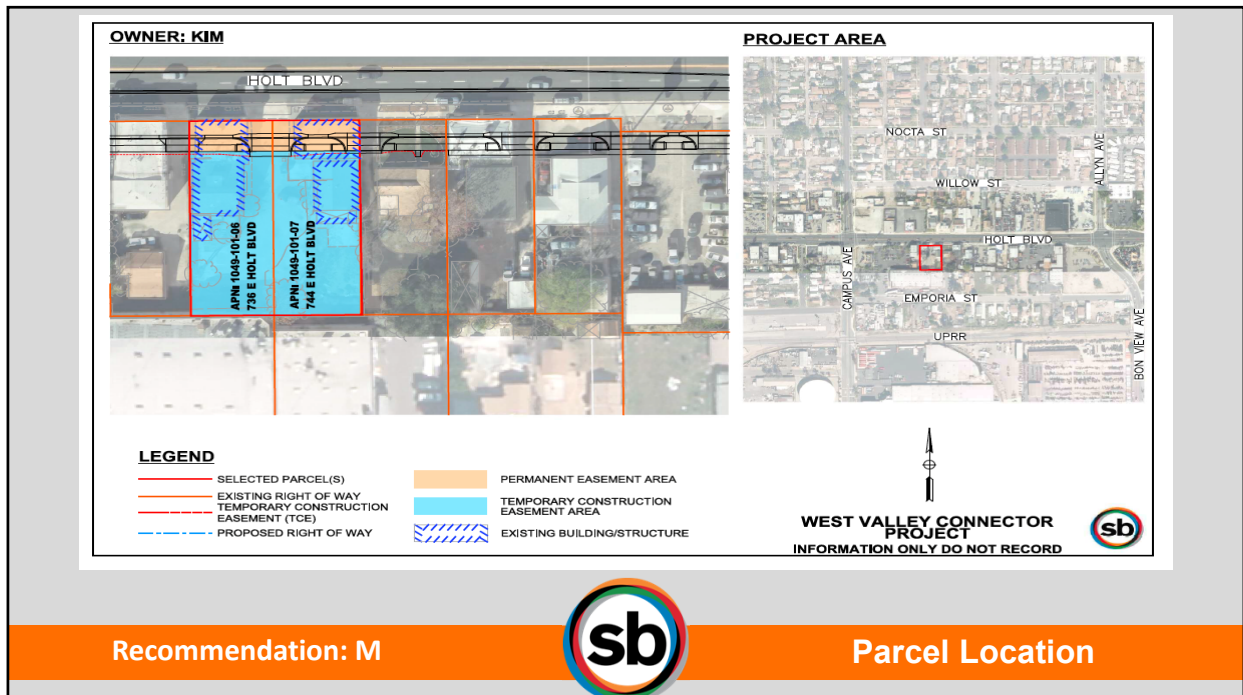 OWNER: KIM
HOLT BLVD
APN: 1049-101-06
736 E HOLT BLVD
APN: 1049-101-07
744 E HOLT BLVD
PROJECT AREA
NOCTA ST
WILLOW ST
ALLYN AVE
HOLT BLVD
CAMPUS AVE
EMPORIA ST
UPRR
BON VIEW AVE
LEGEND
SELECTED PARCEL(S)
EXISTING RIGHT OF WAY
TEMPORARY CONSTRUCTION
EASEMENT (TCE)
PROPOSED RIGHT OF WAY
PERMANENT EASEMENT AREA
TEMPORARY CONSTRUCTION
EASEMENT AREA
EXISTING BUILDING/STRUCTURE
WEST VALLEY CONNECTOR
PROJECT
INFORMATION ONLY DO NOT RECORD
sb
Recommendation: M
sb
Parcel Location